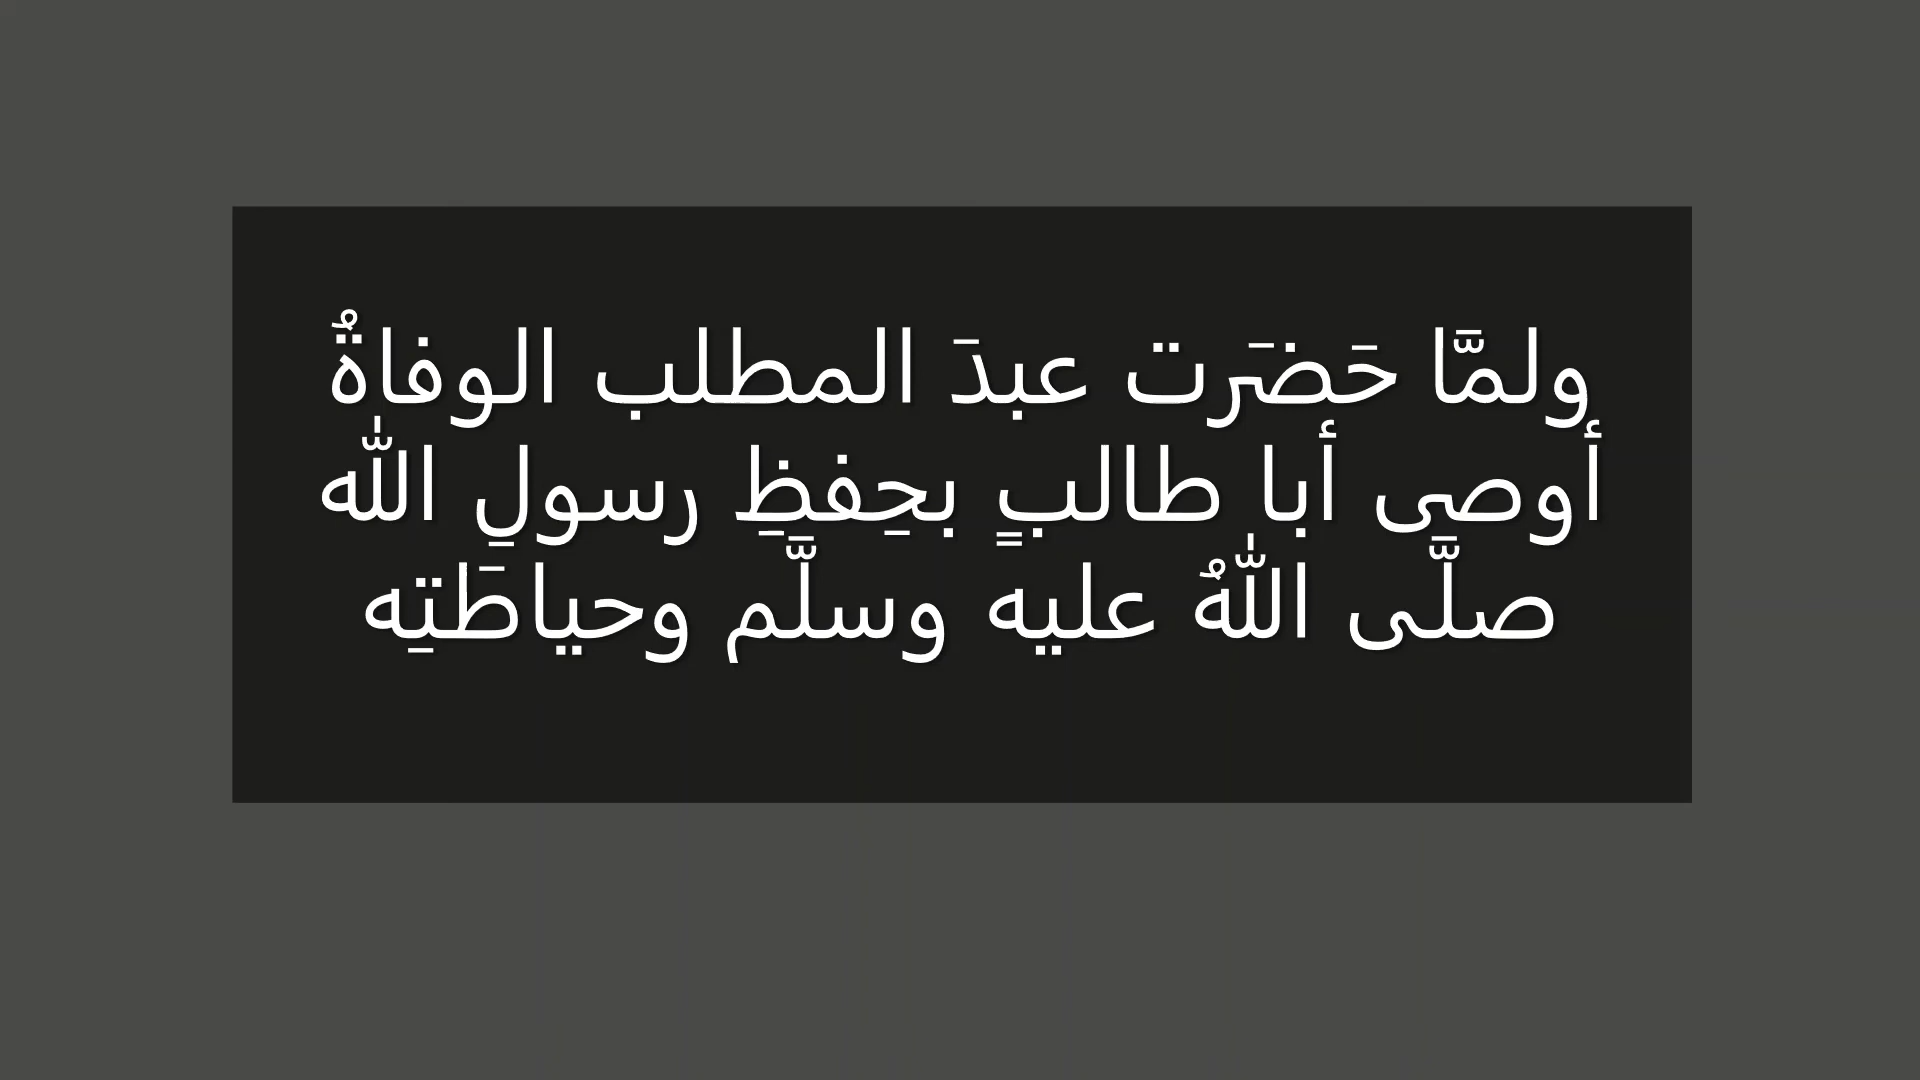 ولمَّا حَضَرت عبدَ المطلب الوفاةُ
أوصى أبا طالبٍ بحِفظِ رسولِ الله
صلَّى اللهُ عليه وسلَّم وحياطَتِه